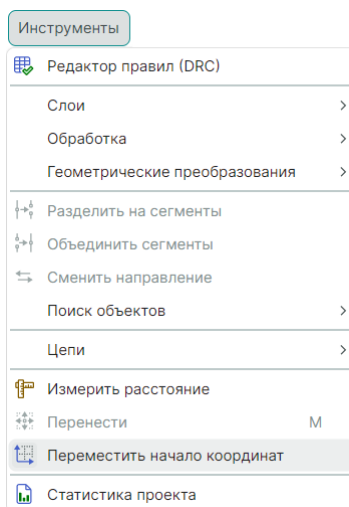 Инструменты
Редактор правил (DRC)
Слои
Обработка
Геометрические преобразования
Разделить на сегменты
Объединить сегменты
Сменить направление
Поиск объектов
Цепи
Измерить расстояние
Перенести M
Переместить начало координат
Статистика проекта